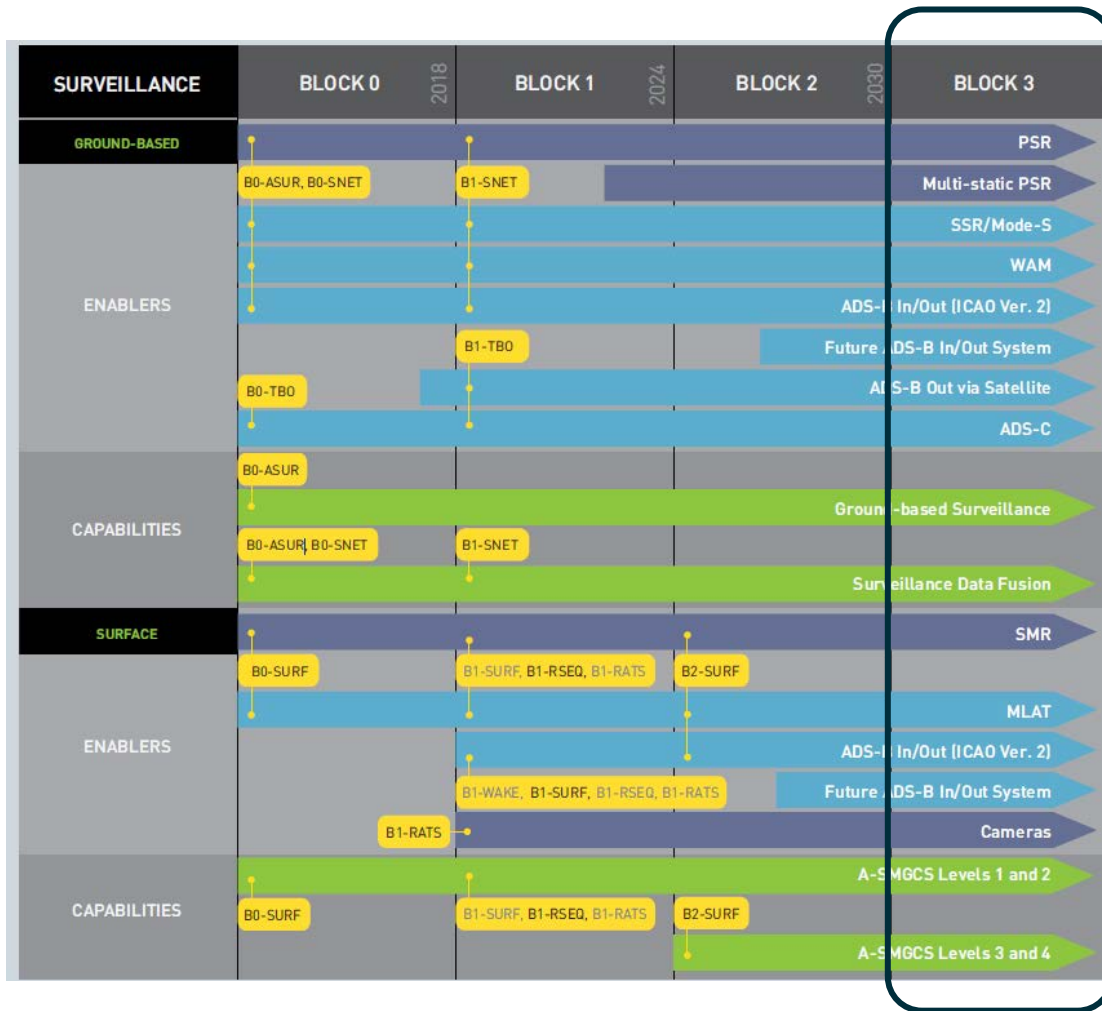 SURVEILLANCE BLOCK 0 2018 BLOCK 1 2024 BLOCK 2 2030 BLOCK 3
GROUND-BASED PSR
B0-ASUR, B0-SNET B1-SNET Multi-static PSR
SSR/Mode-S
WAM
ENABLERS ADS-B In/Out (ICAO Ver. 2)
B1-TBO Future ADS-B In/Out System
B0-TBO ADS-B Out via Satellite
ADS-C
B0-ASUR
Ground-based Surveillance
CAPABILITIES
B0-ASUR, B0-SNET B1-SNET
Surveillance Data Fusion
SURFACE SMR
B0-SURF B1-SURF, B1-RSEQ, B1-RATS B2-SURF
MLAT
ENABLERS ADS-B In/Out (ICAO Ver. 2)
B1-WAKE, B1-SURF, B1-RSEQ, B1-RATS Future ADS-B In/Out System
B1-RATS Cameras
A-SMGCS Levels 1 and 2
CAPABILITIES B0-SURF B1-SURF, B1-RSEQ, B1-RATS B2-SURF
A-SMGCS Levels 3 and 4